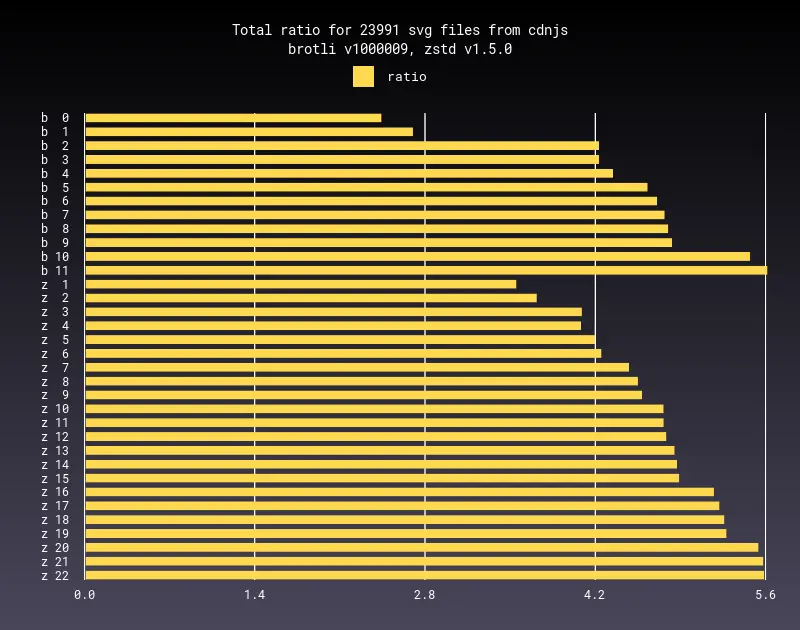 Total ratio for 23991 svg files from cdnjs
brotli v1000009, zstd v1.5.0
ratio
b 0
b 1
b 2
b 3
b 4
b 5
b 6
b 7
b 8
b 9
b 10
b 11
z 1
z 2
z 3
z 4
z 5
z 6
z 7
z 8
z 9
z 10
z 11
z 12
z 13
z 14
z 15
z 16
z 17
z 18
z 19
z 20
z 21
z 22
0.0 1.4 2.8 4.2 5.6